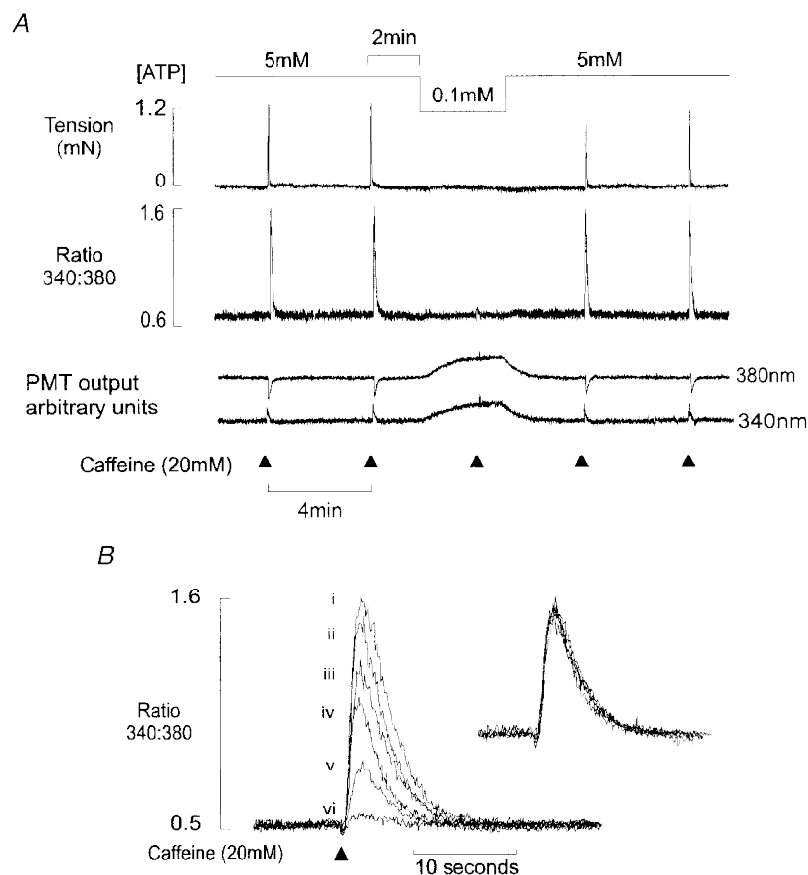 A
2min
[ATP]
5mM
0.1mM
5mM
Tension
(mN)
1.2
0
Ratio
340:380
1.6
0.6
PMT output
arbitrary units
380nm
340nm
Caffeine (20mM)
4min
B
1.6
Ratio
340:380
0.5
i
ii
iii
iv
v
vi
Caffeine (20mM)
10 seconds